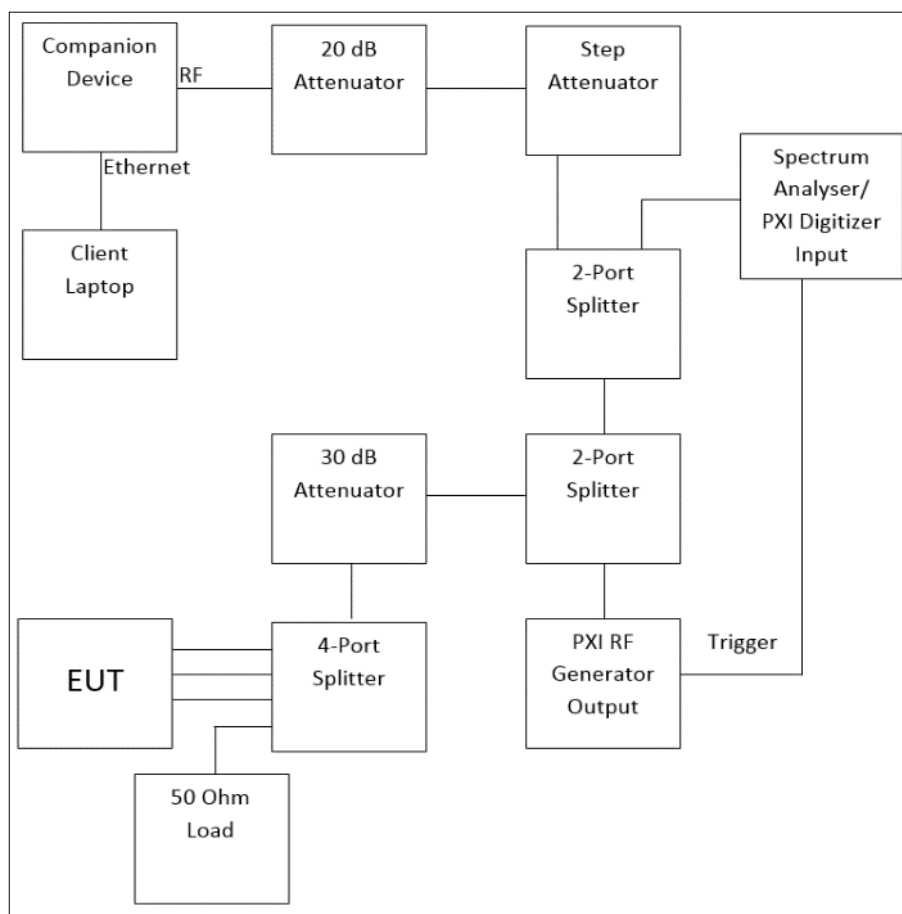 Companion
Device
RF
20 dB
Attenuator
Step
Attenuator
Ethernet
Spectrum
Analyser/
PXI Digitizer
Input
Client
Laptop
2-Port
Splitter
30 dB
Attenuator
2-Port
Splitter
EUT
4-Port
Splitter
PXI RF
Generator
Output
Trigger
50 Ohm
Load